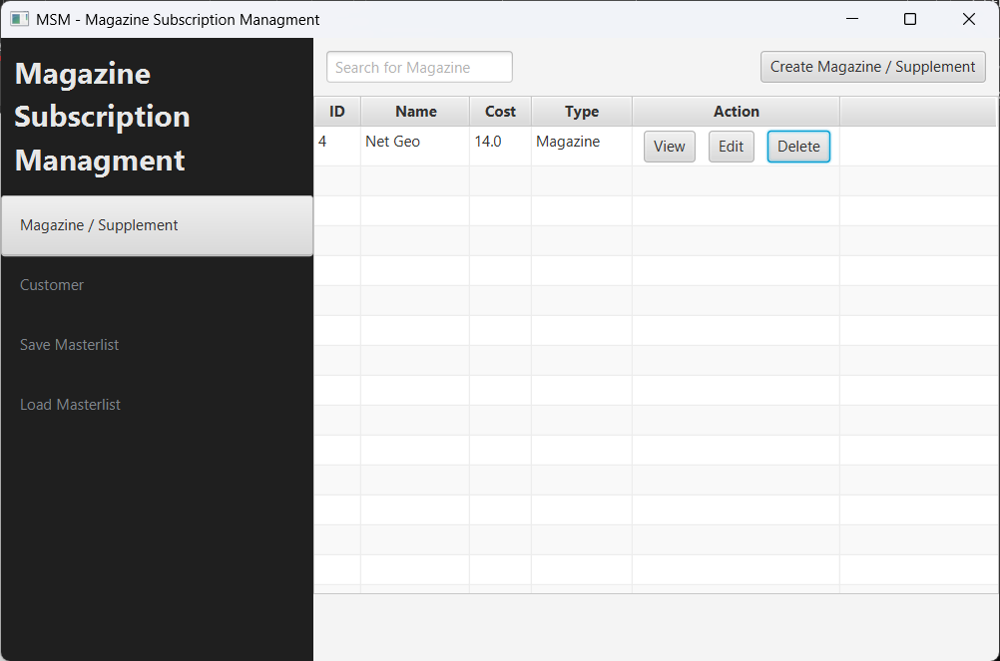 MSM - Magazine Subscription Managment
Magazine
Subscription
Managment
Magazine / Supplement
Customer
Save Masterlist
Load Masterlist
Search for Magazine
Create Magazine / Supplement
ID Name Cost Type Action
4 Net Geo 14.0 Magazine View Edit Delete